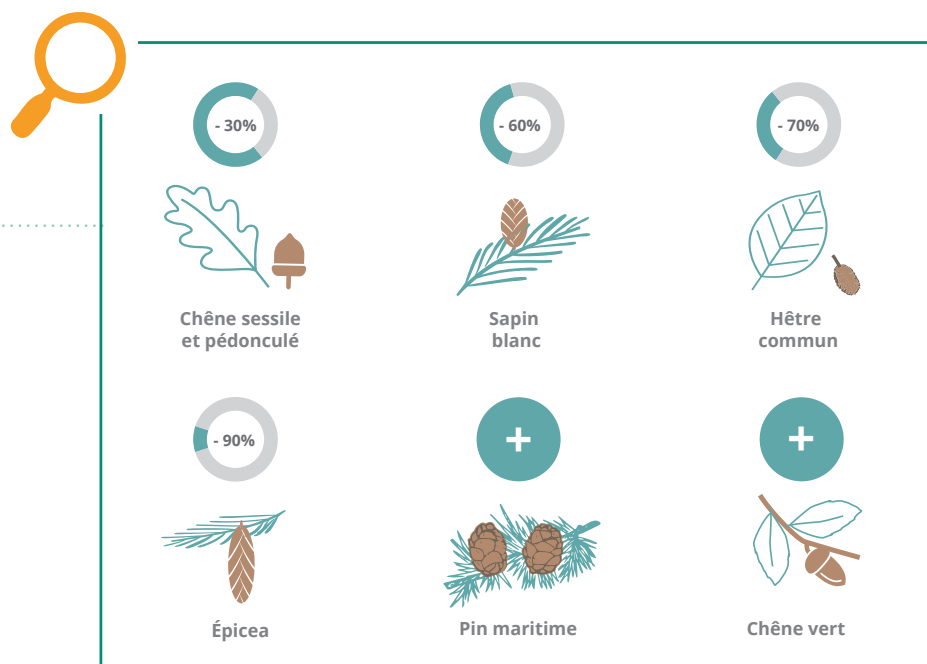 - 30%
- 60%
- 70%
Chêne sessile
et pédonculé
Sapin
blanc
Hêtre
commun
- 90%
+
+
Épicea
Pin maritime
Chêne vert